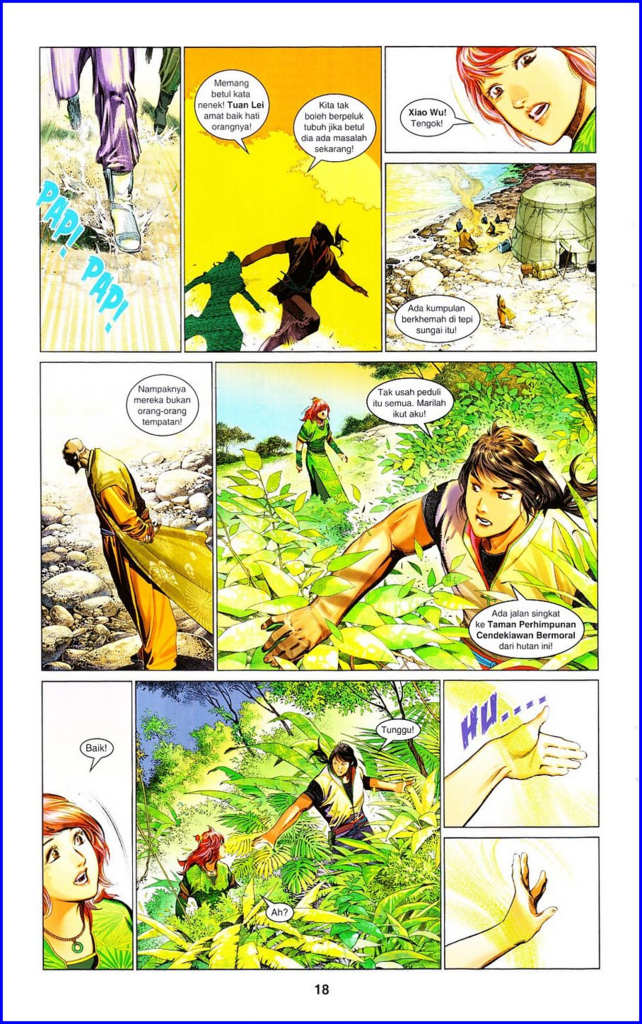 PAP! PAP!
Memang
betul kata
nenek! Tuan Lei
amat baik hati
orangnya!
Kita tak
boleh berpeluk
tubuh jika betul
dia ada masalah
sekarang!
Xiao Wu!
Tengok!
Ada kumpulan
berkhemah di tepi
sungai itu!
Nampaknya
mereka bukan
orang-orang
tempatan!
Tak usah peduli
itu semua. Marilah
ikut aku!
Ada jalan singkat
ke Taman Perhimpunan
Cendekiawan Bermoral
dari hutan ini!
Baik!
Tunggu!
Ah?
HU....
18